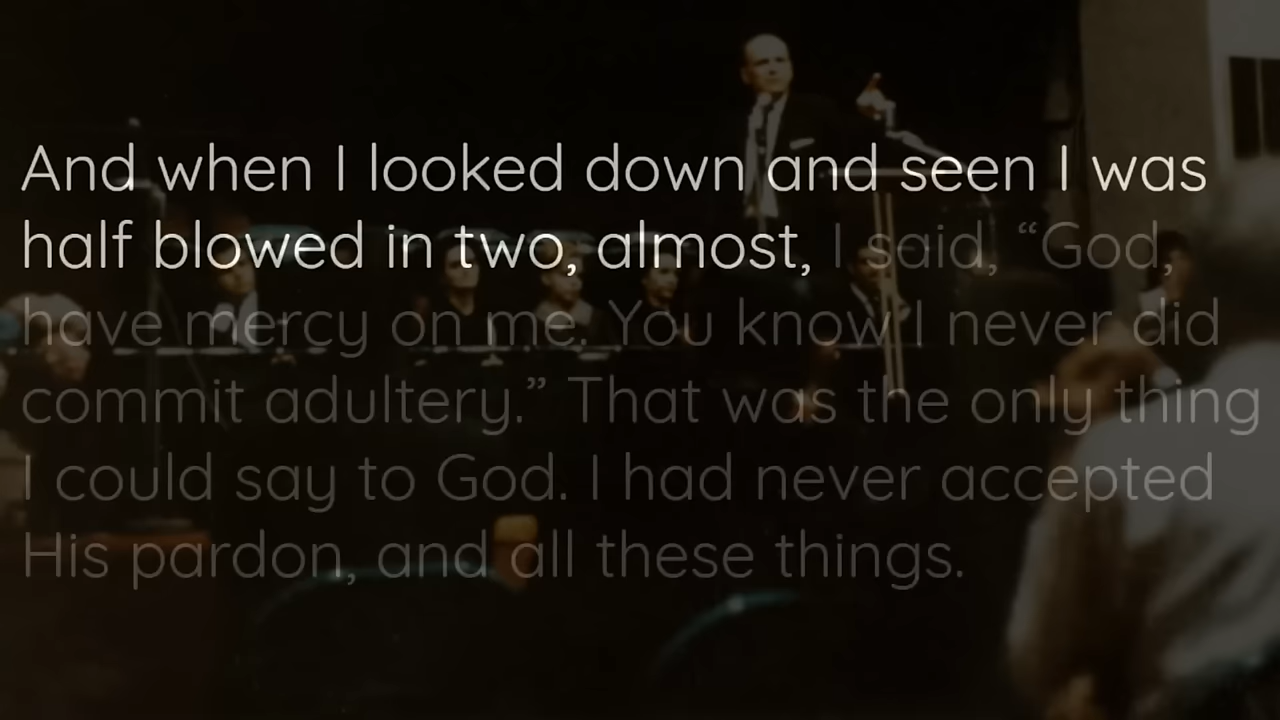 And when I looked down and seen I was
half blowed in two, almost, I said, “God,
have mercy on me. You know I never did
commit adultery.” That was the only thing
I could say to God. I had never accepted
His pardon, and all these things.